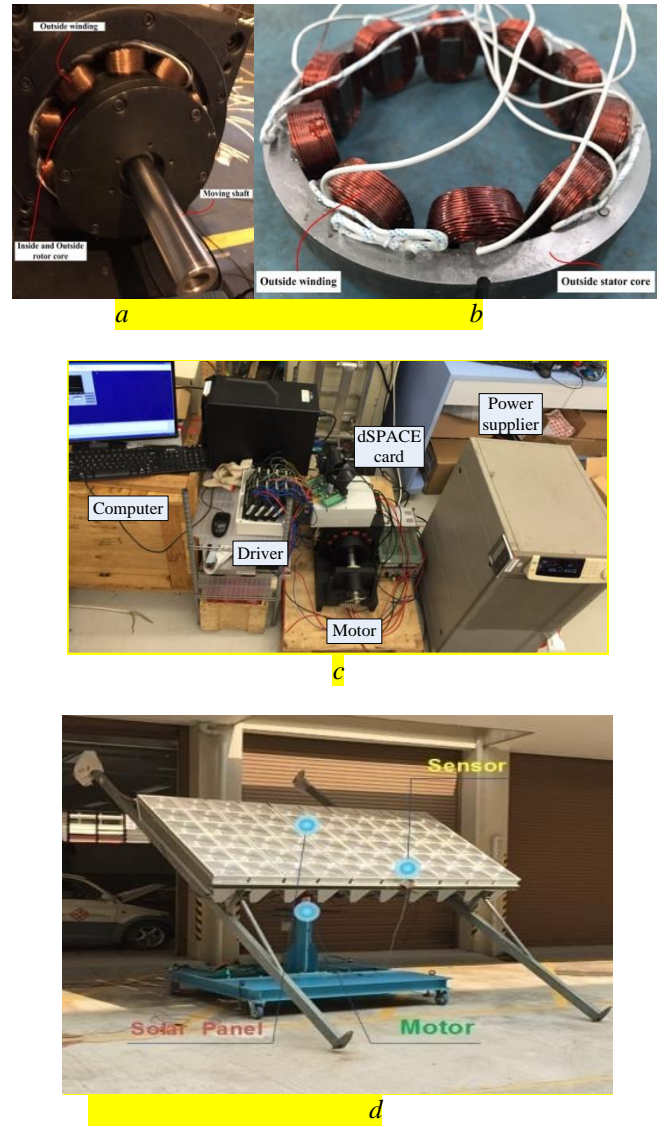 Outside winding
Moving shaft
Inside and Outside
rotor core
Outside winding
Outside stator core
a
b
Power
supplier
dSPACE
card
Computer
Driver
Motor
c
Sensor
Solar Panel
Motor
d